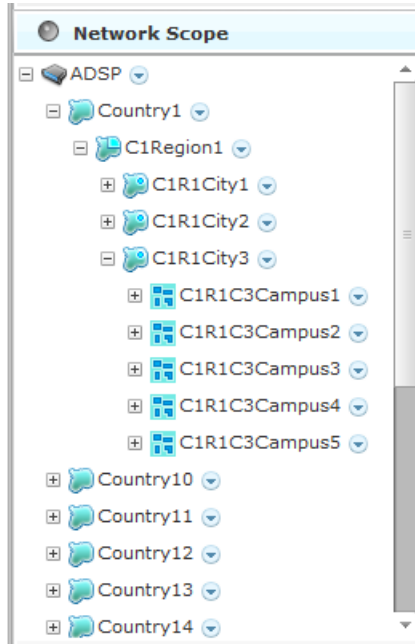 Network Scope
ADSP
Country1
C1Region1
C1R1City1
C1R1City2
C1R1City3
C1R1C3Campus1
C1R1C3Campus2
C1R1C3Campus3
C1R1C3Campus4
C1R1C3Campus5
Country10
Country11
Country12
Country13
Country14